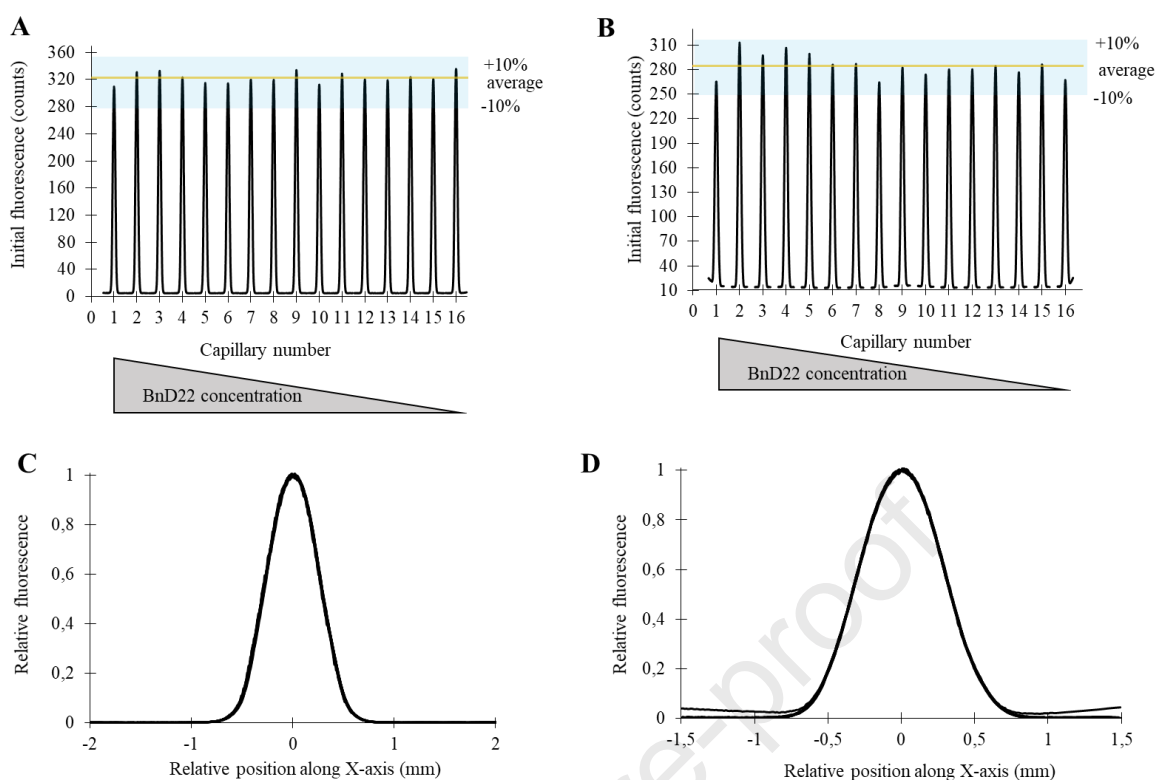 A
Initial fluorescence (counts)
360
320
280
240
200
160
120
80
40
0
+10%
average
-10%
0 1 2 3 4 5 6 7 8 9 10 11 12 13 14 15 16
Capillary number
BnD22 concentration
B
Initial fluorescence (counts)
310
280
250
220
190
160
130
100
70
40
10
+10%
average
-10%
0 1 2 3 4 5 6 7 8 9 10 11 12 13 14 15 16
Capillary number
BnD22 concentration
C
Relative fluorescence
1
0,8
0,6
0,4
0,2
0
-2 -1 0 1 2
Relative position along X-axis (mm)
D
Relative fluorescence
1
0,8
0,6
0,4
0,2
0
-1,5 -1 -0,5 0 0,5 1 1,5
Relative position along X-axis (mm)
re-proof